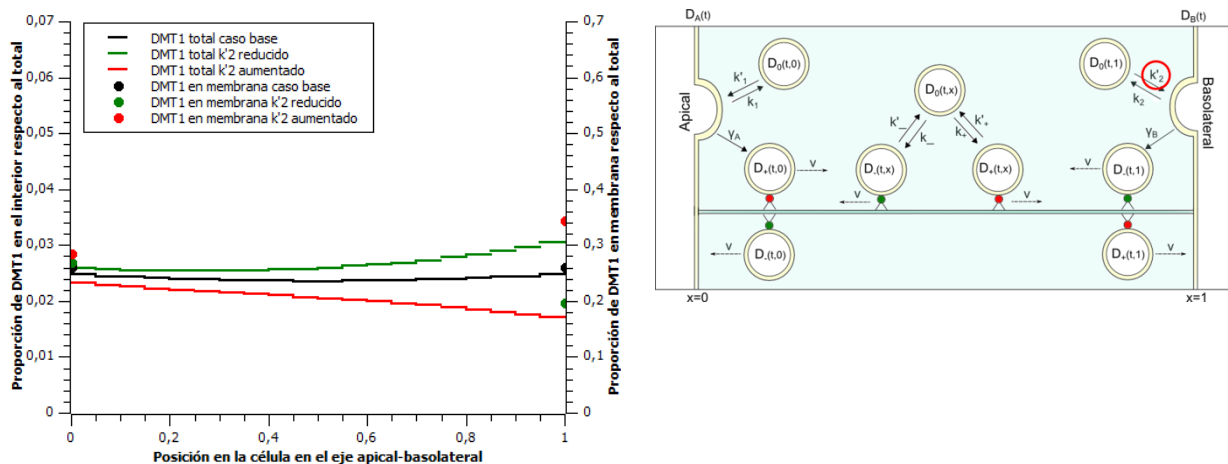 0,07
0,06
0,05
0,04
0,03
0,02
0,01
0
Proporción de DMT1 en el interior respecto al total
DMT1 total caso base
DMT1 total k'2 reducido
DMT1 total k'2 aumentado
DMT1 en membrana caso base
DMT1 en membrana k'2 reducido
DMT1 en membrana k'2 aumentado
0,7
0,6
0,5
0,4
0,3
0,2
0,1
0
Proporción de DMT1 en membrana respecto al total
0 0,2 0,4 0,6 0,8 1
Posición en la célula en el eje apical-basolateral
D_A(t) D_B(t)
Apical
Basolateral
D₀(t,0) D₀(t,1)
k'₁ k'₂
k₁ k₂
D₀(t,x)
k'_ k'₊
k_ k₊
γ_A γ_B
D₊(t,0) v D₋(t,x) D₊(t,x) v D₋(t,1)
v v
D₋(t,0) D₊(t,1)
v v
x=0 x=1